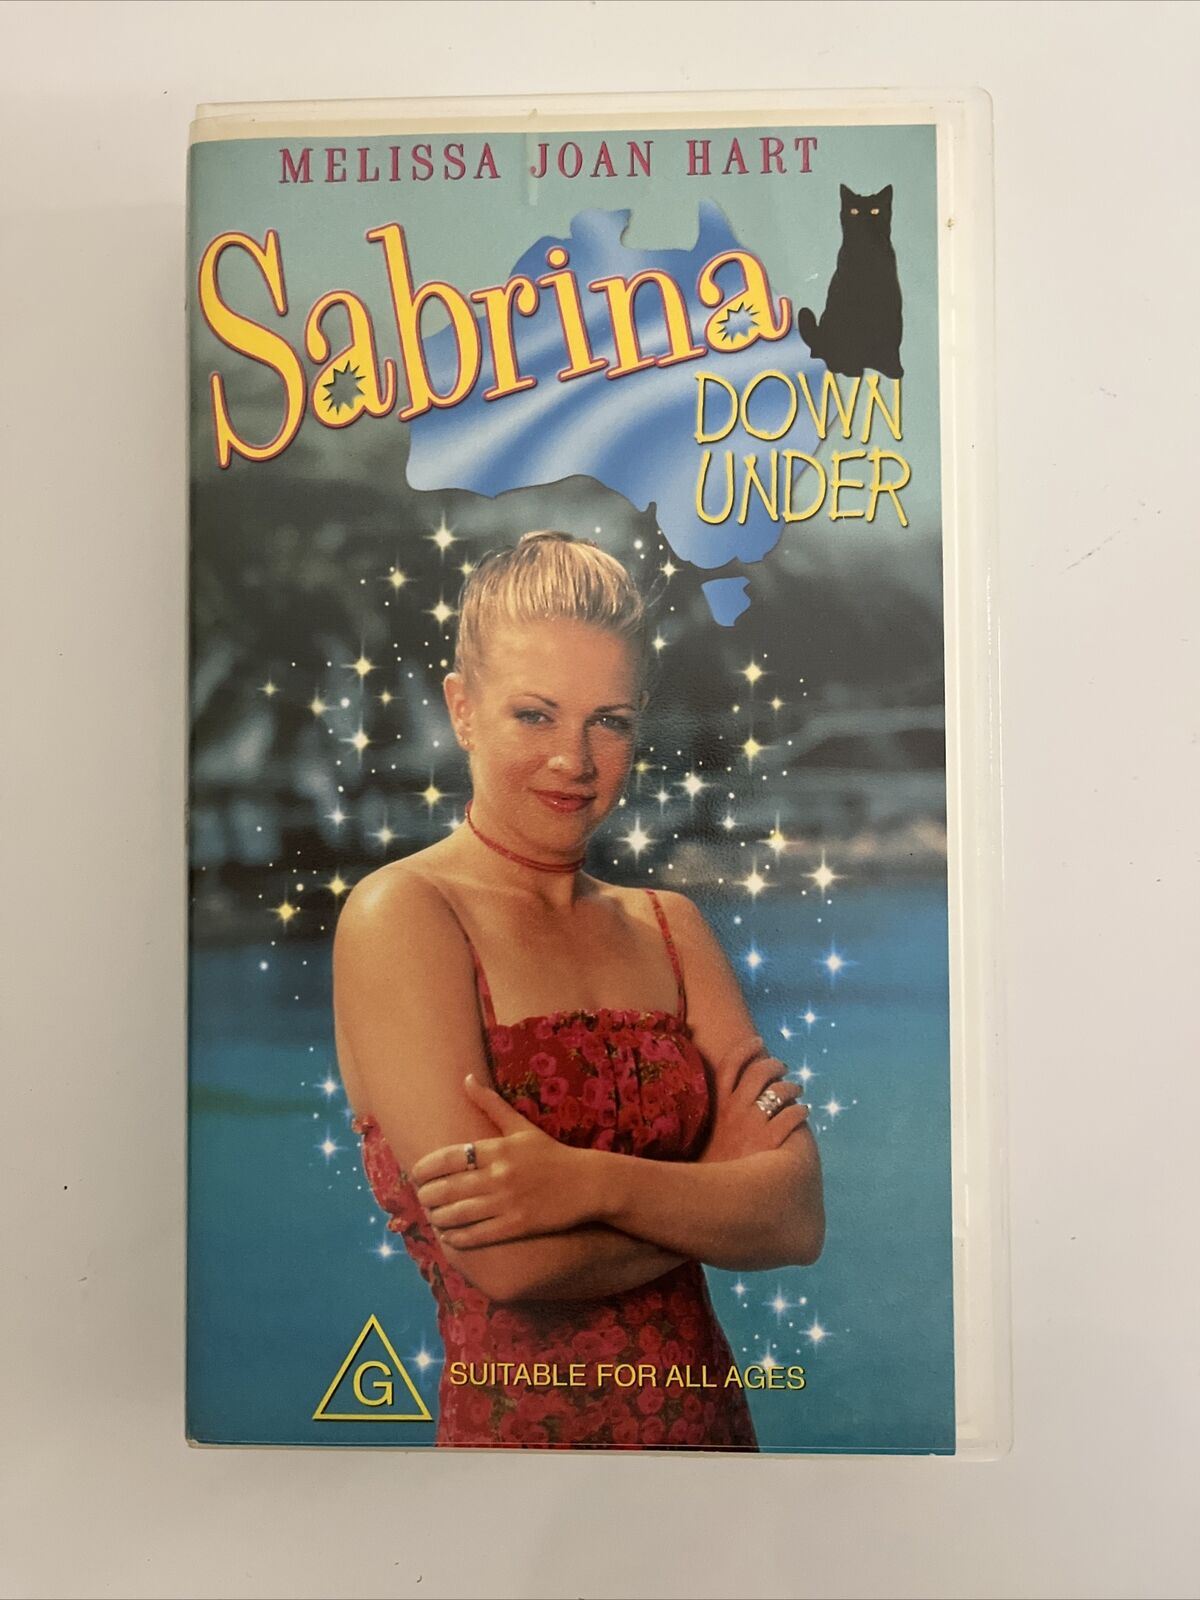 MELISSA JOAN HART
Sabrina
DOWN
UNDER
G
SUITABLE FOR ALL AGES